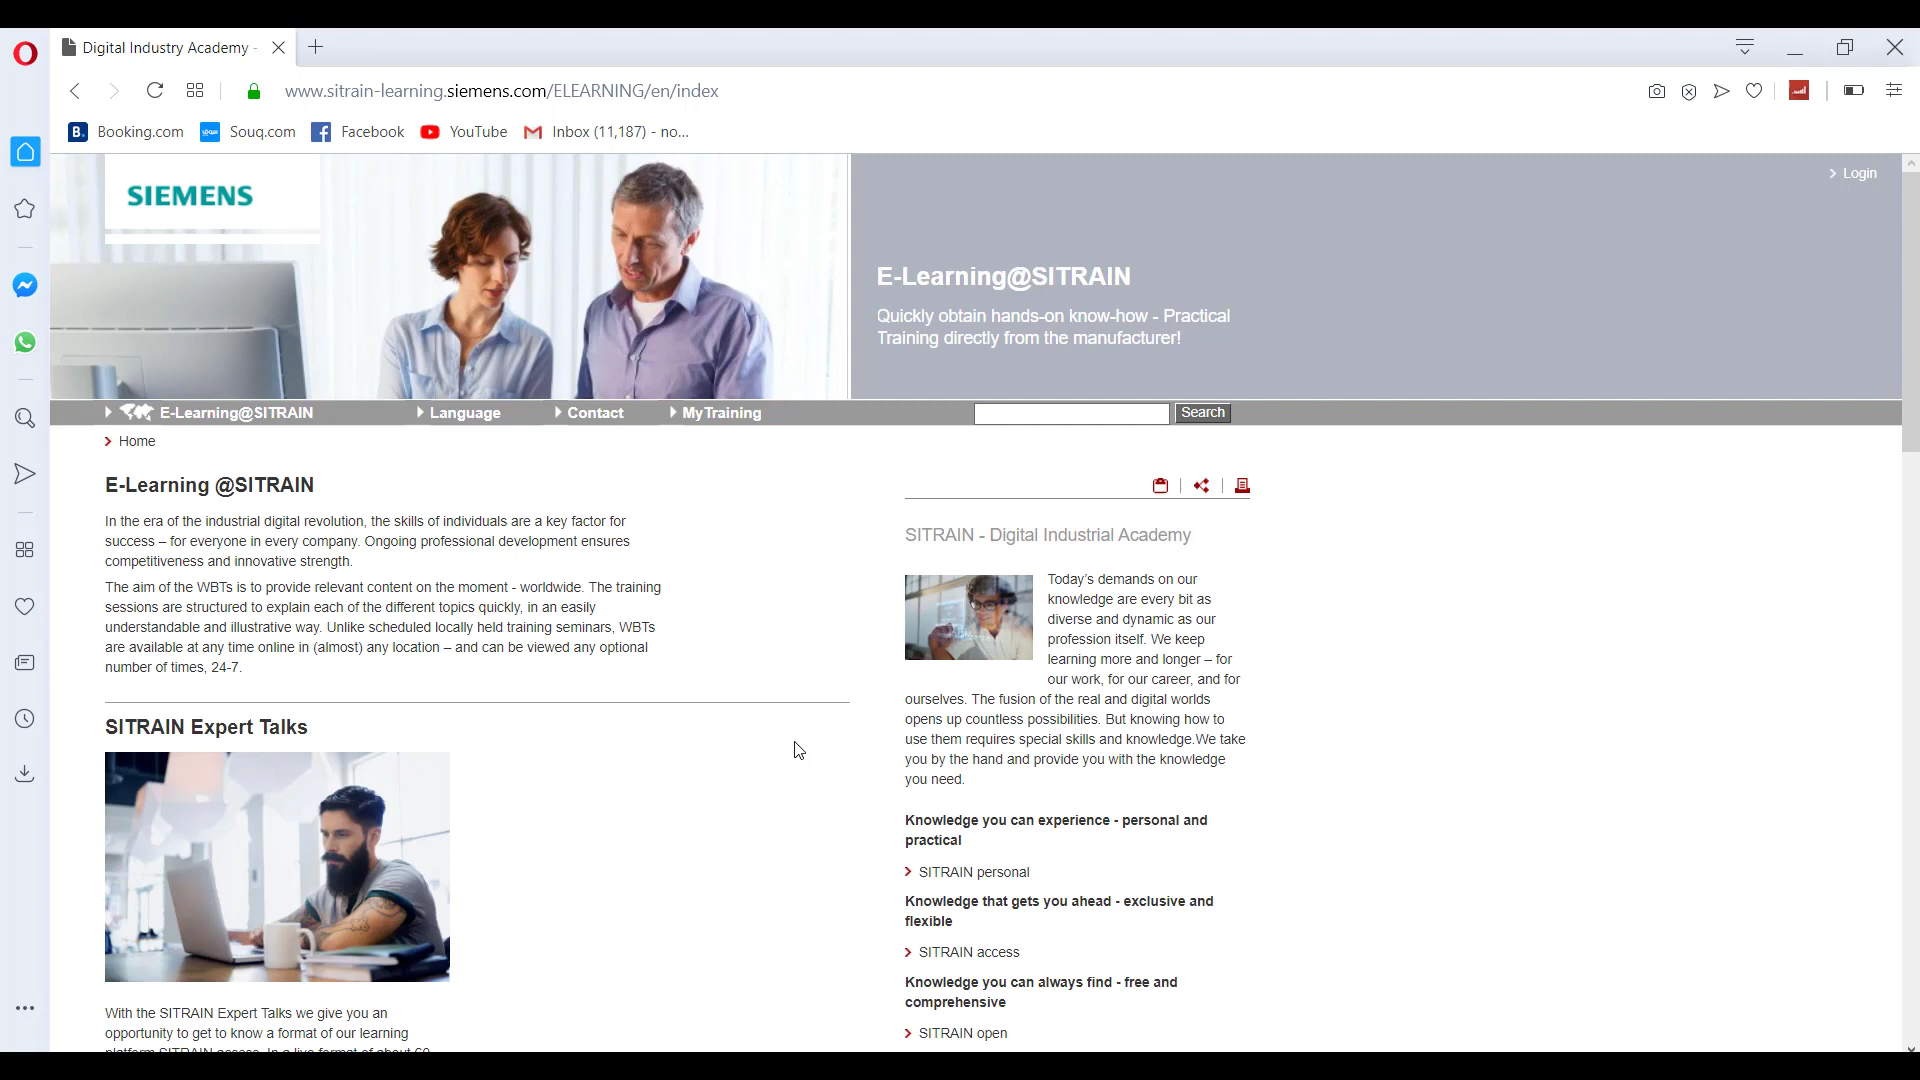 Digital Industry Academy -
www.sitrain-learning.siemens.com/ELEARNING/en/index
B. Booking.com
Souq.com
Facebook
YouTube
Inbox (11,187) - no...
SIEMENS
Login
E-Learning@SITRAIN
Quickly obtain hands-on know-how - Practical
Training directly from the manufacturer!
E-Learning@SITRAIN
Language
Contact
MyTraining
Search
Home
E-Learning @SITRAIN
In the era of the industrial digital revolution, the skills of individuals are a key factor for
success – for everyone in every company. Ongoing professional development ensures
competitiveness and innovative strength.
The aim of the WBTs is to provide relevant content on the moment - worldwide. The training
sessions are structured to explain each of the different topics quickly, in an easily
understandable and illustrative way. Unlike scheduled locally held training seminars, WBTs
are available at any time online in (almost) any location – and can be viewed any optional
number of times, 24-7.
SITRAIN Expert Talks
With the SITRAIN Expert Talks we give you an
opportunity to get to know a format of our learning
platform SITRAIN access. In a live format of about 60
SITRAIN - Digital Industrial Academy
Today's demands on our
knowledge are every bit as
diverse and dynamic as our
profession itself. We keep
learning more and longer – for
our work, for our career, and for
ourselves. The fusion of the real and digital worlds
opens up countless possibilities. But knowing how to
use them requires special skills and knowledge.We take
you by the hand and provide you with the knowledge
you need.
Knowledge you can experience - personal and
practical
SITRAIN personal
Knowledge that gets you ahead - exclusive and
flexible
SITRAIN access
Knowledge you can always find - free and
comprehensive
SITRAIN open